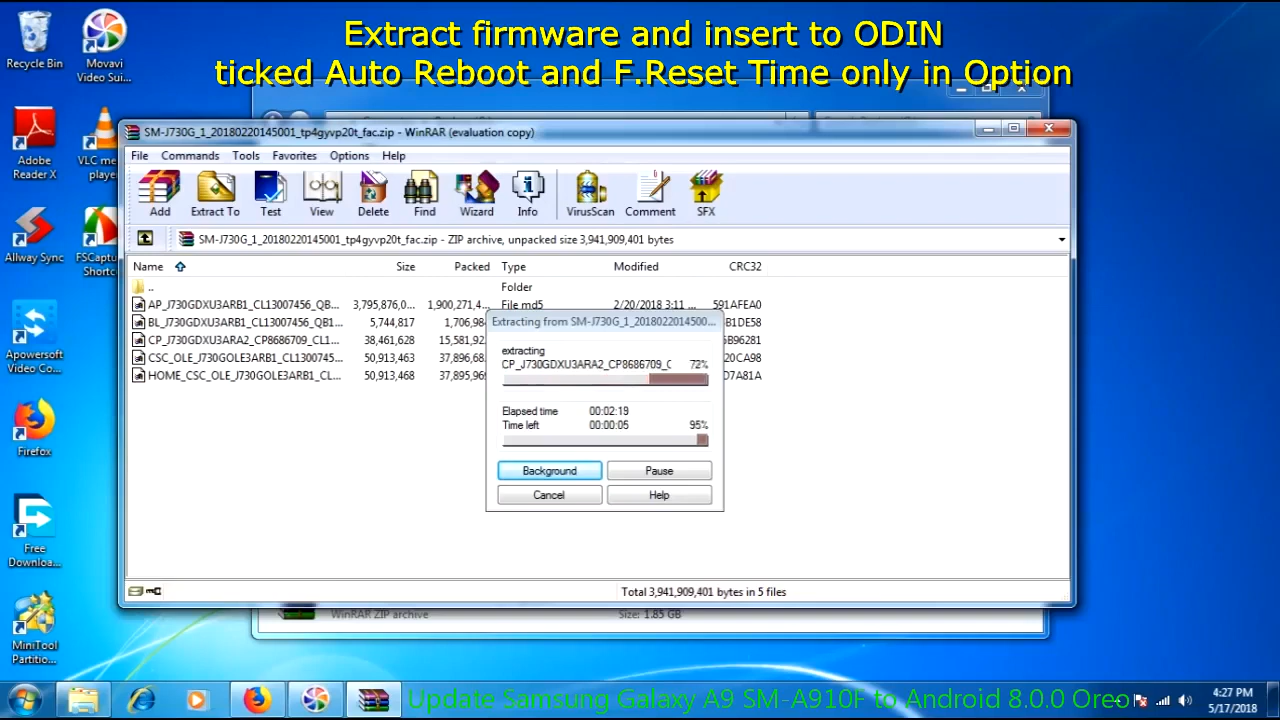 Extract firmware and insert to ODIN
ticked Auto Reboot and F.Reset Time only in Option
Recycle Bin
Movavi
Video Sui...
Adobe
Reader X
VLC me
player
Allway Sync
FSCaptu
Shortc
Apowersoft
Video Co...
Firefox
Free
Downloa...
MiniTool
Partitio...
SM-J730G_1_20180220145001_tp4gyvp20t_fac.zip - WinRAR (evaluation copy)
File Commands Tools Favorites Options Help
Add Extract To Test View Delete Find Wizard Info VirusScan Comment SFX
SM-J730G_1_20180220145001_tp4gyvp20t_fac.zip - ZIP archive, unpacked size 3,941,909,401 bytes
Name Size Packed Type Modified CRC32
.. Folder
AP_J730GDXU3ARB1_CL13007456_QB... 3,795,876,0... 1,900,271,4... File md5 2/20/2018 3:11 ... 591AFEA0
BL_J730GDXU3ARB1_CL13007456_QB1... 5,744,817 1,706,984 B1DE58
CP_J730GDXU3ARA2_CP8686709_CL1... 38,461,628 15,581,92 B96281
CSC_OLE_J730GOLE3ARB1_CL1300745... 50,913,463 37,896,68 20CA98
HOME_CSC_OLE_J730GOLE3ARB1_CL... 50,913,468 37,895,969 D7A81A
Extracting from SM-J730G_1_2018022014500...
extracting
CP_J730GDXU3ARA2_CP8686709_C 72%
Elapsed time 00:02:19
Time left 00:00:05 95%
Background Pause
Cancel Help
Total 3,941,909,401 bytes in 5 files
WinRAR ZIP archive Size: 1.85 GB
Update Samsung Galaxy A9 SM-A910F to Android 8.0.0 Oreo
4:27 PM
5/17/2018